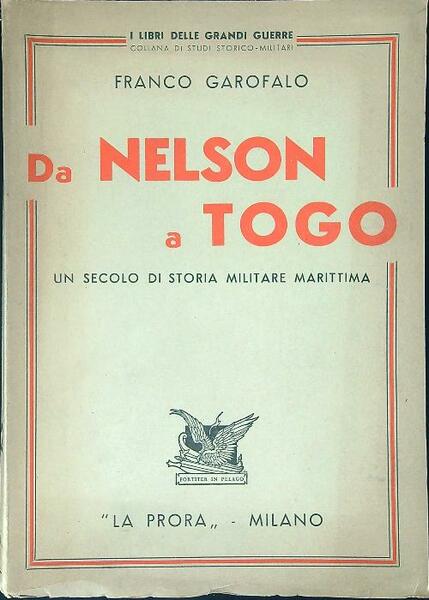 I LIBRI DELLE GRANDI GUERRE
COLLANA DI STUDI STORICO-MILITARI
FRANCO GAROFALO
Da NELSON
a TOGO
UN SECOLO DI STORIA MILITARE MARITTIMA
FORTITER IN PELAGO
"LA PRORA„ - MILANO